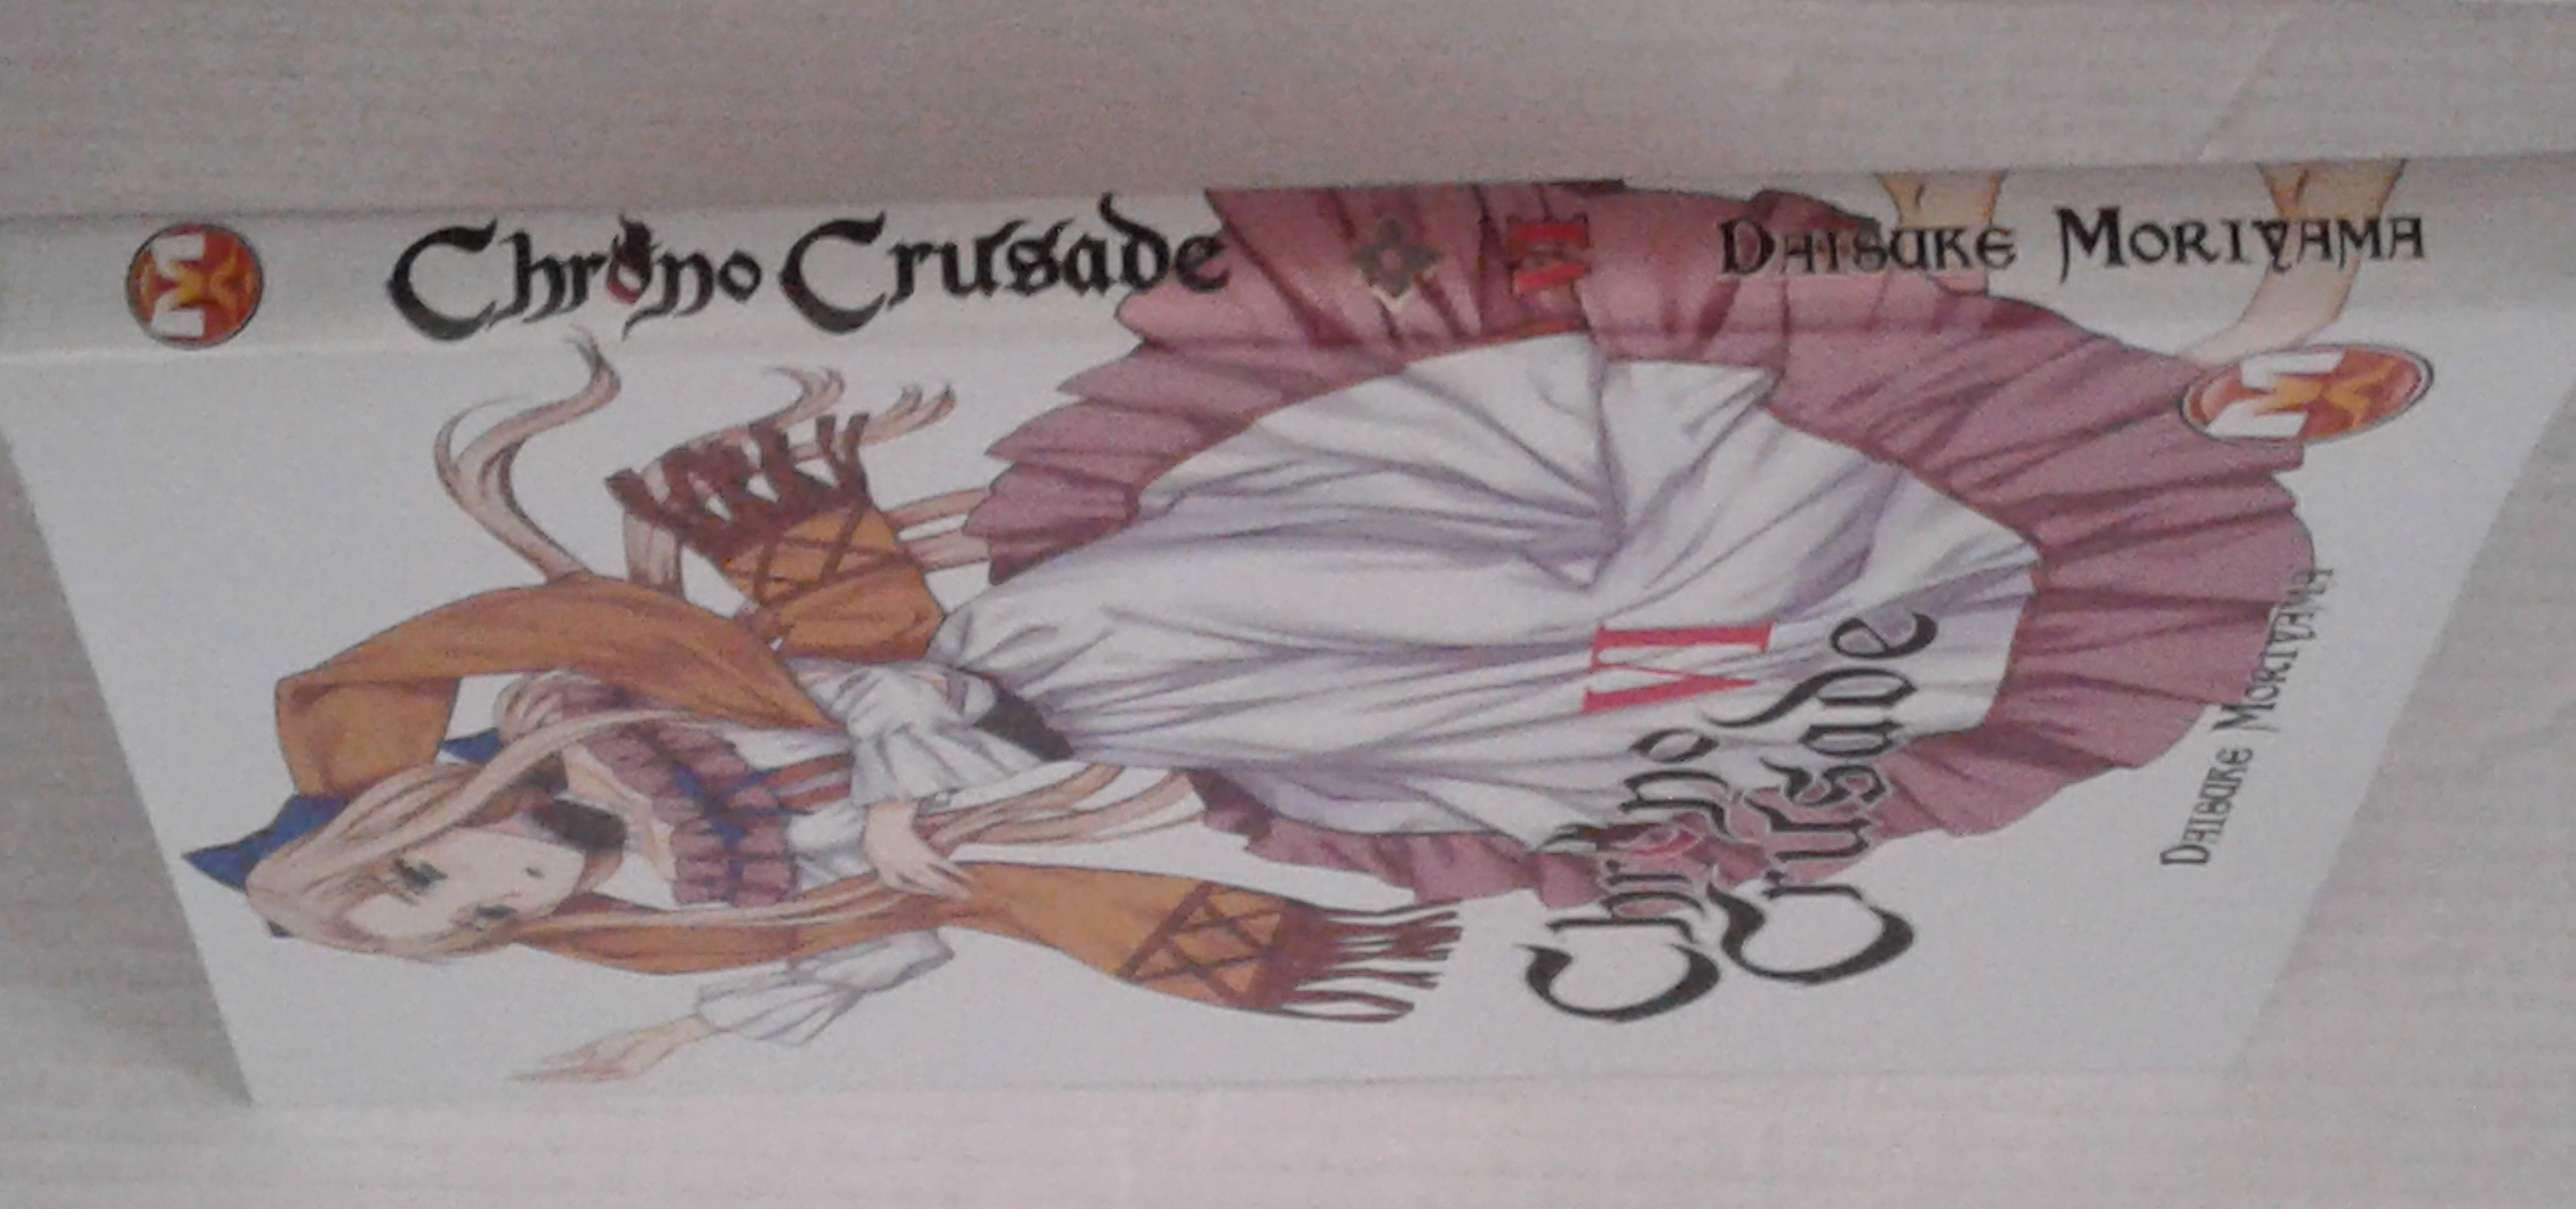 Chrono Crusade
VI
DAISUKE MORIYAMA
Chrono
Crusade
VI
DAISUKE MORIYAMA